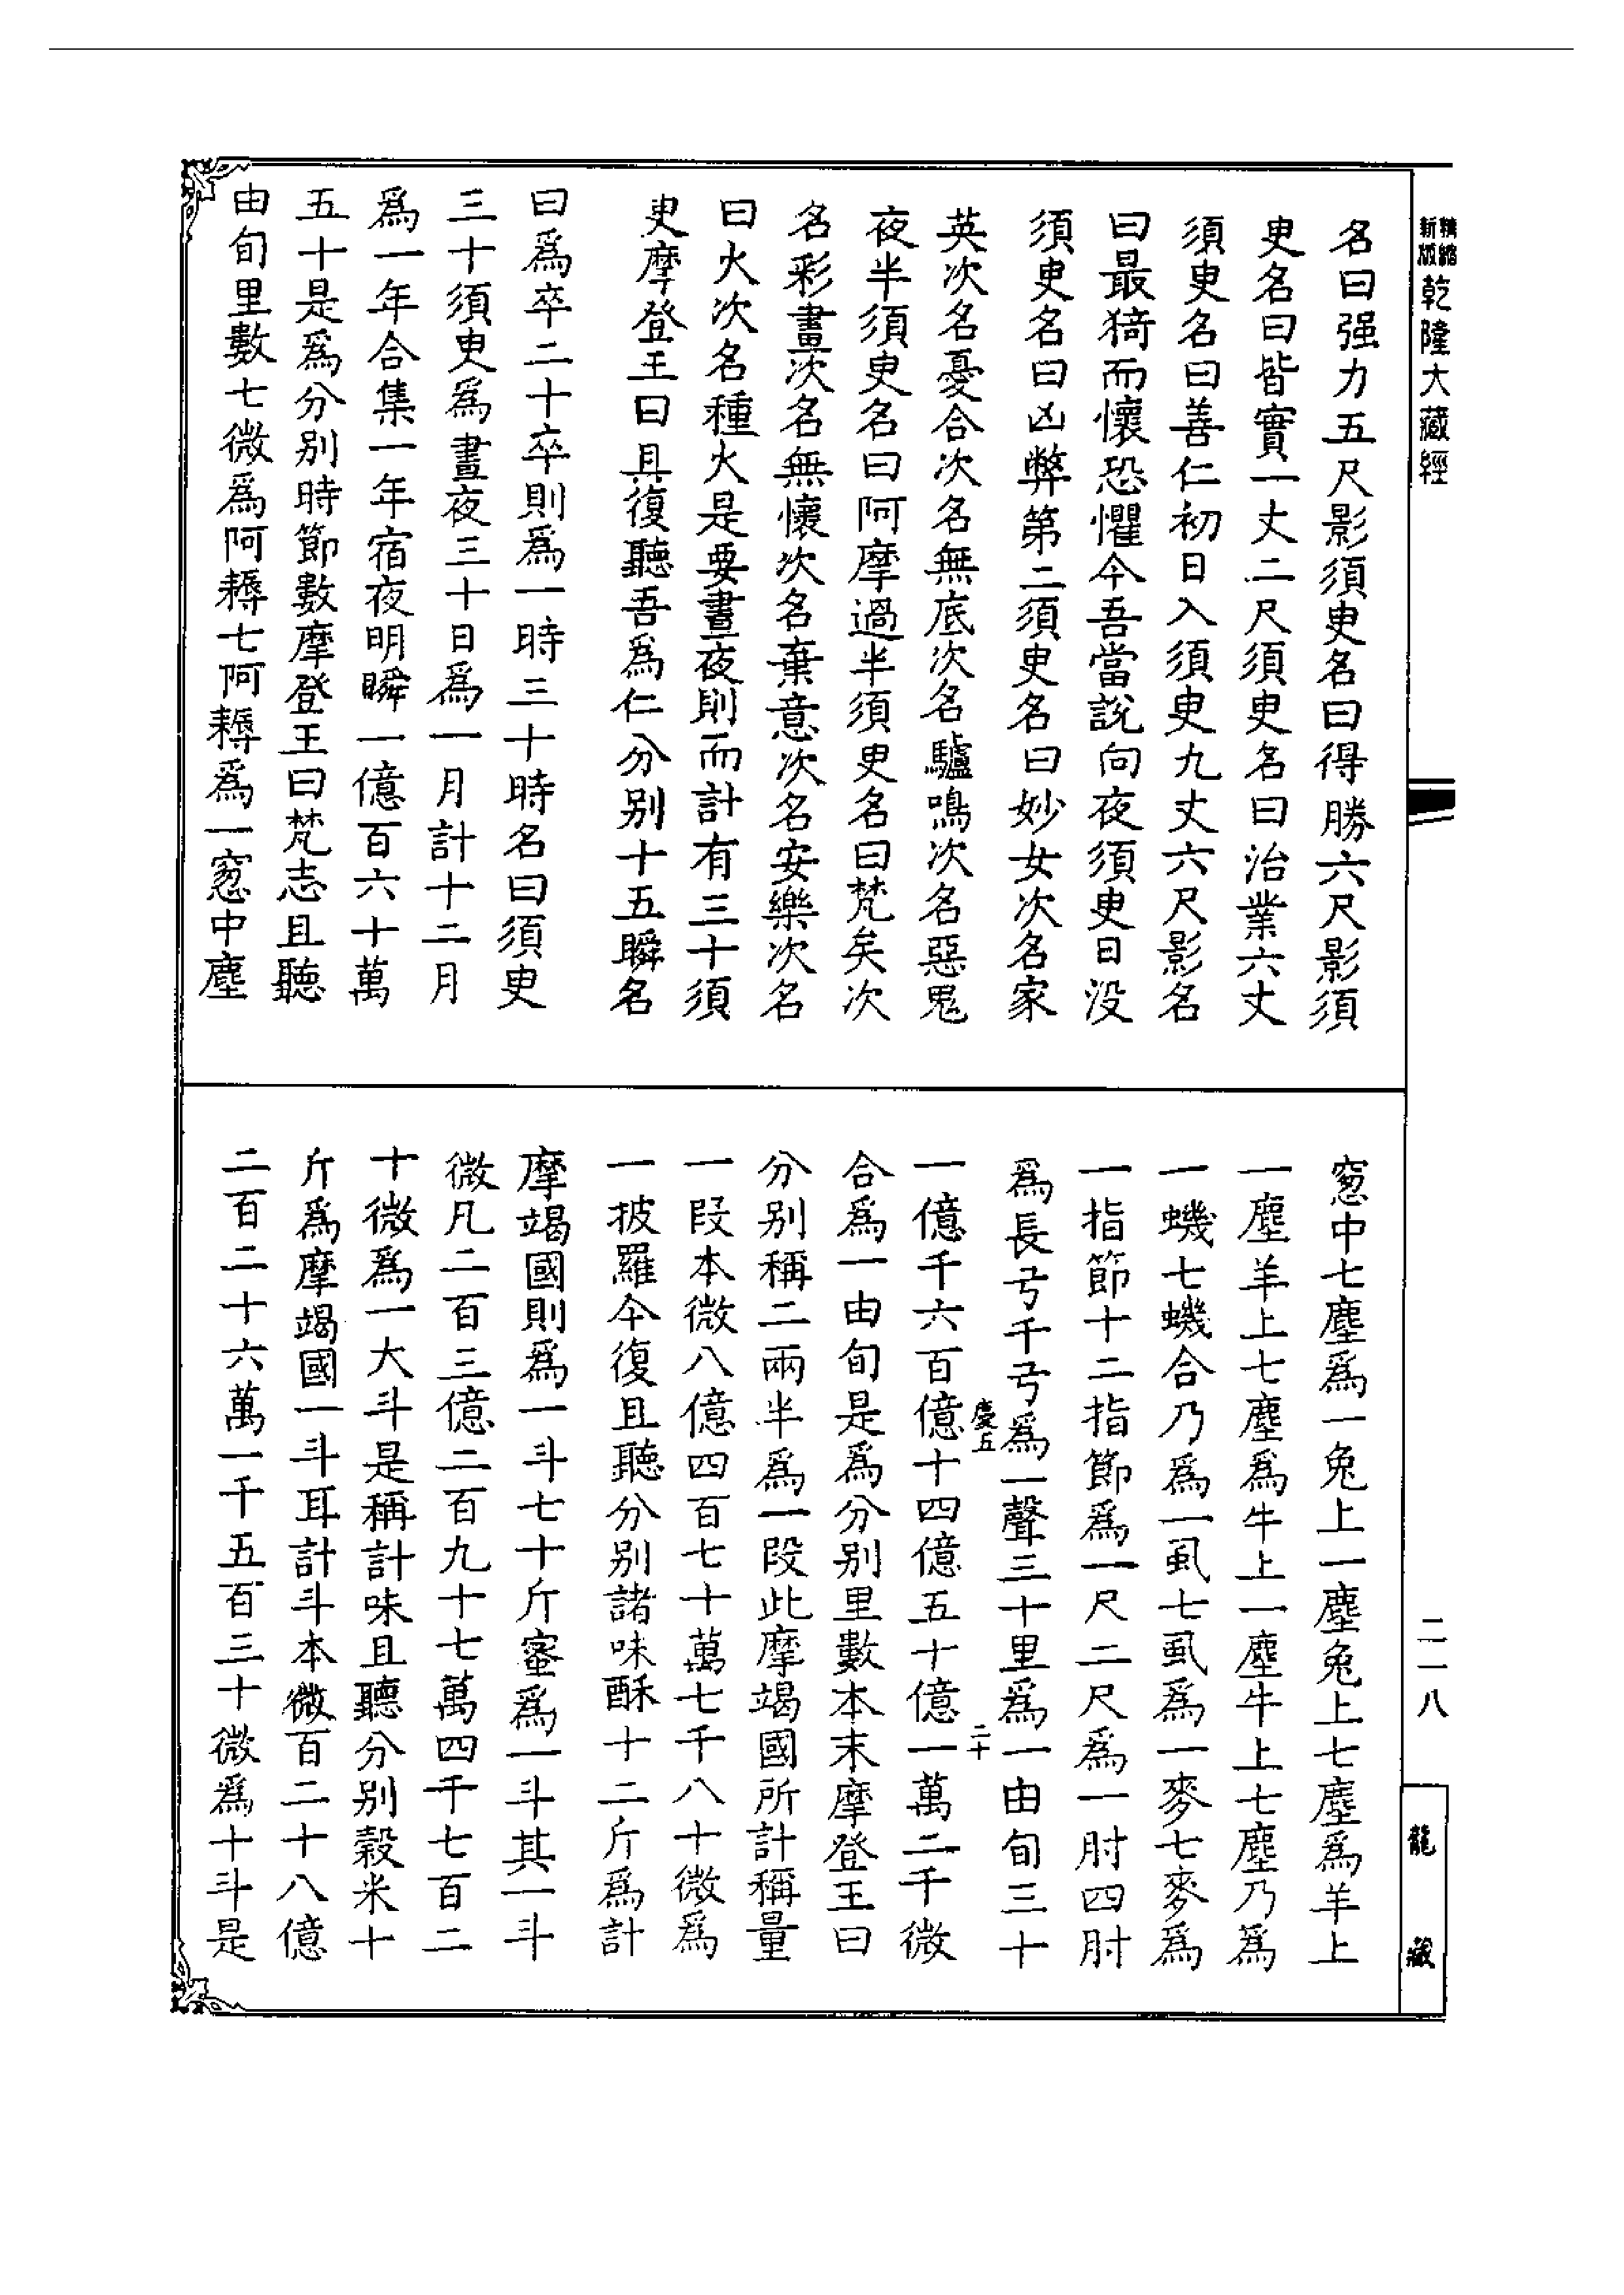 精縮新版乾隆大藏經
名曰强力五尺影須臾名曰得勝六尺影須
臾名曰皆實一丈二尺須臾名曰治業六丈
須臾名曰善仁初日入須臾九丈六尺影名
曰最猗而懷恐懼今吾當說向夜須臾日没
須臾名曰凶弊第二須臾名曰妙女次名家
英次名憂合次名無底次名驢鳴次名惡鬼
夜半須臾名曰阿摩過半須臾名曰梵矣次
名彩畫次名無懷次名棄意次名安樂次名
曰火次名種火是要晝夜則而計有三十須
臾摩登王曰且復聽吾爲仁分别十五瞬名
曰爲卒二十卒則爲一時三十時名曰須臾
三十須臾爲晝夜三十日爲一月計十二月
爲一年合集一年宿夜明瞬一億百六十萬
五十是爲分别時節數摩登王曰梵志且聽
由旬里數七微爲阿耨七阿耨爲一窻中塵
窻中七塵爲一兔上一塵兔上七塵爲羊上
一塵羊上七塵爲牛上一塵牛上七塵乃爲
一蟣七蟣合乃爲一虱七虱爲一麥七麥爲
一指節十二指節爲一尺二尺爲一肘四肘
爲長弓千弓爲一聲三十里爲一由旬三十
慶五
二十
一億千六百億十四億五十億一萬二千微
合爲一由旬是爲分别里數本末摩登王曰
分别稱二兩半爲一段此摩竭國所計稱量
一段本微八億四百七十萬七千八十微爲
一披羅今復且聽分别諸味酥十二斤爲計
摩竭國則爲一斗七十斤蜜爲一斗其一斗
微凡二百三億二百九十七萬四千七百二
十微爲一大斗是稱計味且聽分别穀米十
斤爲摩竭國一斗耳計斗本微百二十八億
二百二十六萬一千五百三十微爲十斗是
二一八
龍藏